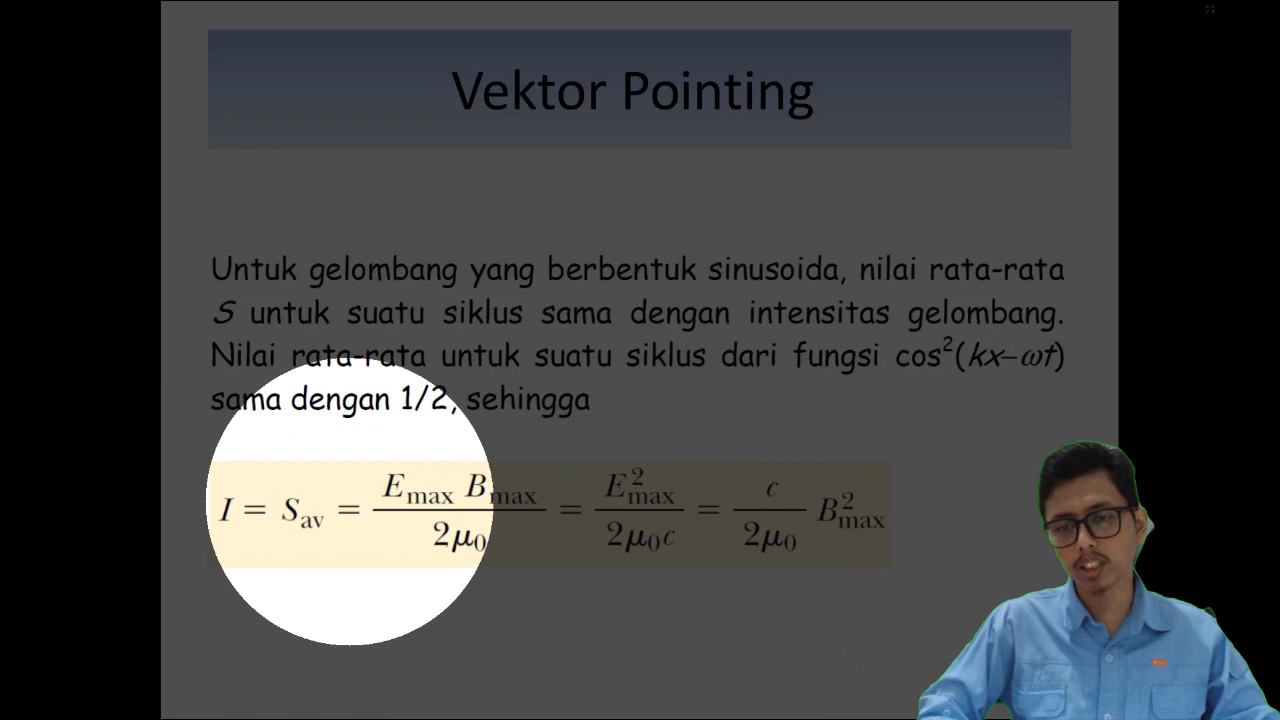 Vektor Pointing
Untuk gelombang yang berbentuk sinusoida, nilai rata-rata
S untuk suatu siklus sama dengan intensitas gelombang.
Nilai rata-rata untuk suatu siklus dari fungsi cos²(kx–ωt)
sama dengan 1/2, sehingga
I = S_av = E_max B_max / 2μ₀ = E²_max / 2μ₀c = c / 2μ₀ B²_max